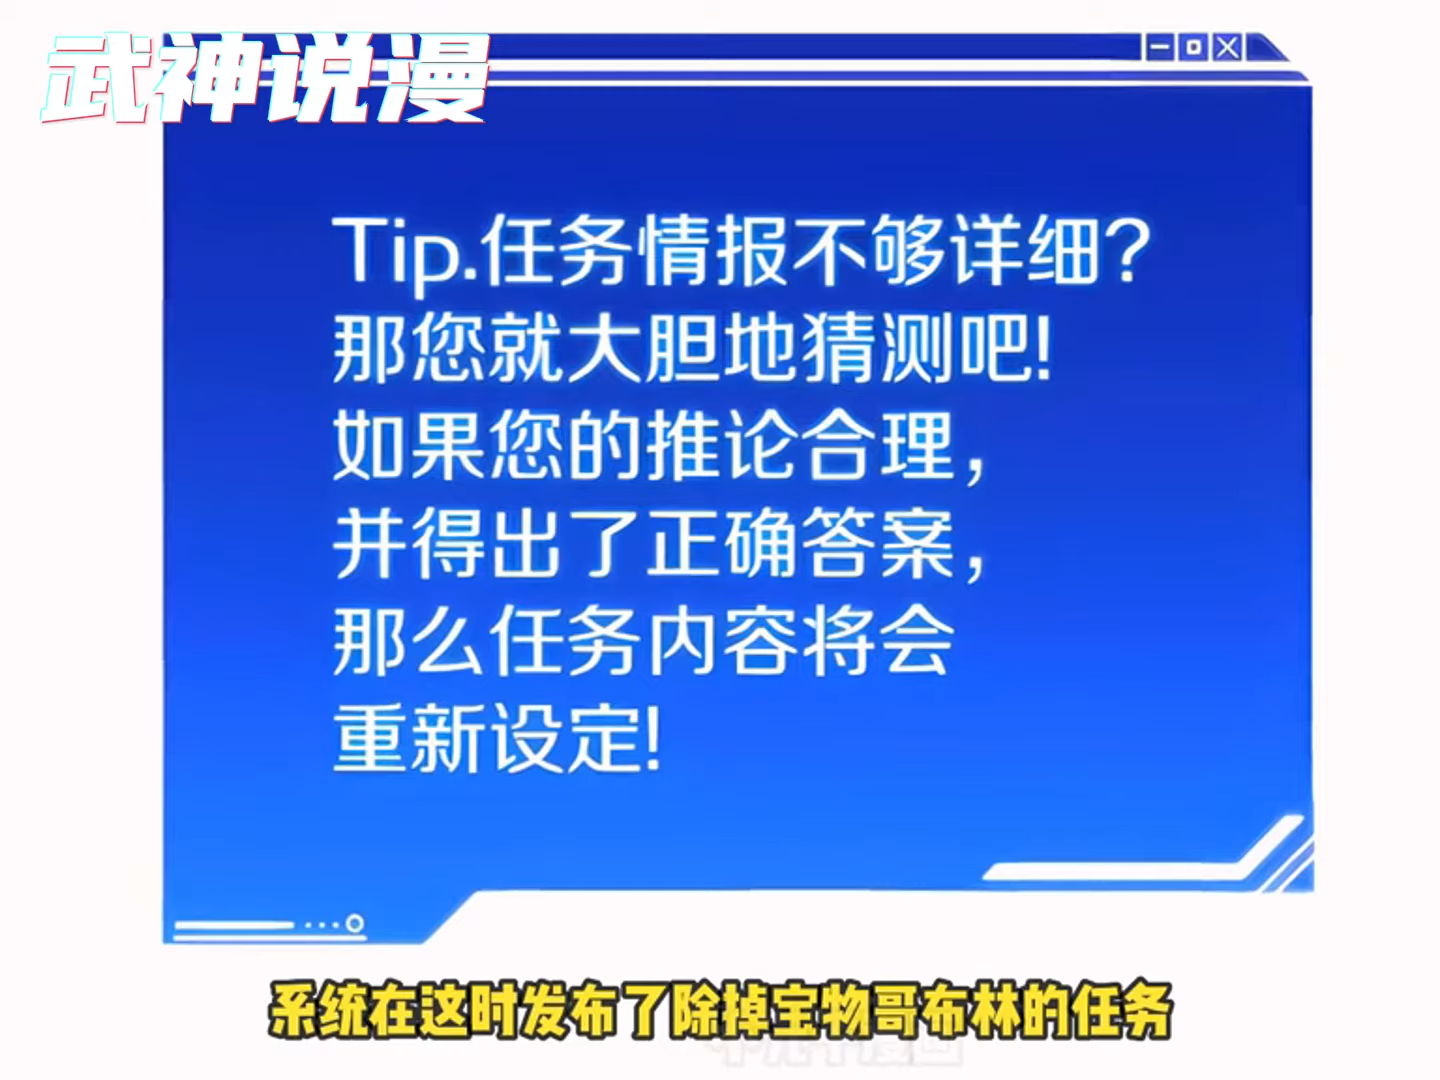 武神说漫
Tip.任务情报不够详细?
那您就大胆地猜测吧!
如果您的推论合理，
并得出了正确答案，
那么任务内容将会
重新设定!
系统在这时发布了除掉宝物哥布林的任务